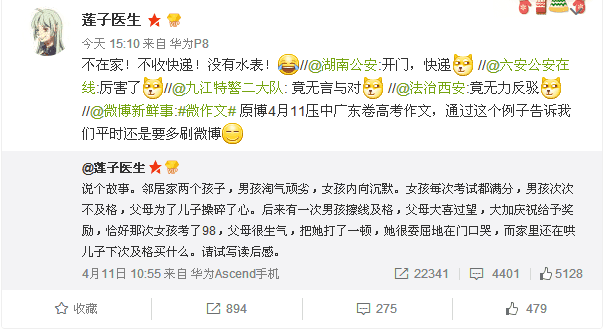 莲子医生
今天 15:10 来自 华为P8
不在家！不收快递！没有水表！//@湖南公安:开门，快递 //@六安公安在
线:厉害了 //@九江特警二大队: 竟无言与对 //@法治西安:竟无力反驳
//@微博新鲜事:#微作文# 原博4月11压中广东卷高考作文，通过这个例子告诉我
们平时还是要多刷微博
@莲子医生
说个故事。邻居家两个孩子，男孩淘气顽劣，女孩内向沉默。女孩每次考试都满分，男孩次次
不及格，父母为了儿子操碎了心。后来有一次男孩擦线及格，父母大喜过望，大加庆祝给予奖
励，恰好那次女孩考了98，父母很生气，把她打了一顿，她很委屈地在门口哭，而家里还在哄
儿子下次及格买什么。请试写读后感。
4月11日 10:55 来自 华为Ascend手机 22341 4401 5128
收藏 894 275 479